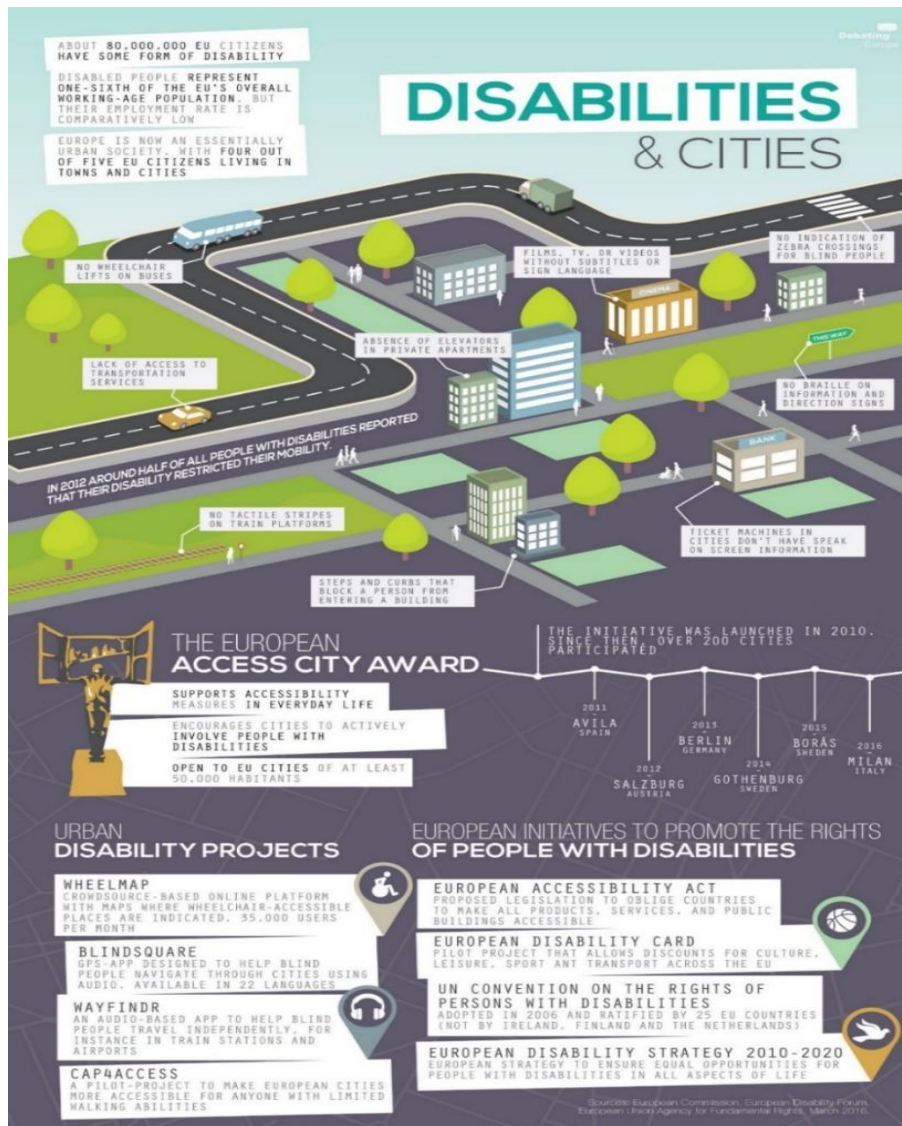 Debating
Europe
ABOUT 80.000.000 EU CITIZENS
HAVE SOME FORM OF DISABILITY
DISABLED PEOPLE REPRESENT
ONE-SIXTH OF THE EU'S OVERALL
WORKING-AGE POPULATION, BUT
THEIR EMPLOYMENT RATE IS
COMPARATIVELY LOW
EUROPE IS NOW AN ESSENTIALLY
URBAN SOCIETY, WITH FOUR OUT
OF FIVE EU CITIZENS LIVING IN
TOWNS AND CITIES
DISABILITIES
& CITIES
NO WHEELCHAIR
LIFTS ON BUSES
FILMS, TV, OR VIDEOS
WITHOUT SUBTITLES OR
SIGN LANGUAGE
NO INDICATION OF
ZEBRA CROSSINGS
FOR BLIND PEOPLE
CINEMA
ABSENCE OF ELEVATORS
IN PRIVATE APARTMENTS
THIS WAY
LACK OF ACCESS TO
TRANSPORTATION
SERVICES
NO BRAILLE ON
INFORMATION AND
DIRECTION SIGNS
IN 2012 AROUND HALF OF ALL PEOPLE WITH DISABILITIES REPORTED
THAT THEIR DISABILITY RESTRICTED THEIR MOBILITY.
BANK
NO TACTILE STRIPES
ON TRAIN PLATFORMS
TICKET MACHINES IN
CITIES DON'T HAVE SPEAK
ON SCREEN INFORMATION
STEPS AND CURBS THAT
BLOCK A PERSON FROM
ENTERING A BUILDING
THE EUROPEAN
ACCESS CITY AWARD
SUPPORTS ACCESSIBILITY
MEASURES IN EVERYDAY LIFE
ENCOURAGES CITIES TO ACTIVELY
INVOLVE PEOPLE WITH
DISABILITIES
OPEN TO EU CITIES OF AT LEAST
50.000 HABITANTS
THE INITIATIVE WAS LAUNCHED IN 2010.
SINCE THEN, OVER 200 CITIES
PARTICIPATED
2011
AVILA
SPAIN
2012
SALZBURG
AUSTRIA
2013
BERLIN
GERMANY
2014
GOTHENBURG
SWEDEN
2015
BORÅS
SWEDEN
2016
MILAN
ITALY
URBAN
DISABILITY PROJECTS
WHEELMAP
CROWDSOURCE-BASED ONLINE PLATFORM
WITH MAPS WHERE WHEELCHAIR-ACCESSIBLE
PLACES ARE INDICATED, 35.000 USERS
PER MONTH
BLINDSQUARE
GPS-APP DESIGNED TO HELP BLIND
PEOPLE NAVIGATE THROUGH CITIES USING
AUDIO. AVAILABLE IN 22 LANGUAGES
WAYFINDR
AN AUDIO-BASED APP TO HELP BLIND
PEOPLE TRAVEL INDEPENDENTLY, FOR
INSTANCE IN TRAIN STATIONS AND
AIRPORTS
CAP4ACCESS
A PILOT-PROJECT TO MAKE EUROPEAN CITIES
MORE ACCESSIBLE FOR ANYONE WITH LIMITED
WALKING ABILITIES
EUROPEAN INITIATIVES TO PROMOTE THE RIGHTS
OF PEOPLE WITH DISABILITIES
EUROPEAN ACCESSIBILITY ACT
PROPOSED LEGISLATION TO OBLIGE COUNTRIES
TO MAKE ALL PRODUCTS, SERVICES, AND PUBLIC
BUILDINGS ACCESSIBLE
EUROPEAN DISABILITY CARD
PILOT PROJECT THAT ALLOWS DISCOUNTS FOR CULTURE,
LEISURE, SPORT ANT TRANSPORT ACROSS THE EU
UN CONVENTION ON THE RIGHTS OF
PERSONS WITH DISABILITIES
ADOPTED IN 2006 AND RATIFIED BY 25 EU COUNTRIES
(NOT BY IRELAND, FINLAND AND THE NETHERLANDS)
EUROPEAN DISABILITY STRATEGY 2010-2020
EUROPEAN STRATEGY TO ENSURE EQUAL OPPORTUNITIES FOR
PEOPLE WITH DISABILITIES IN ALL ASPECTS OF LIFE
Sources: European Commission, European Disability Forum,
European Union Agency for Fundamental Rights, March 2016.